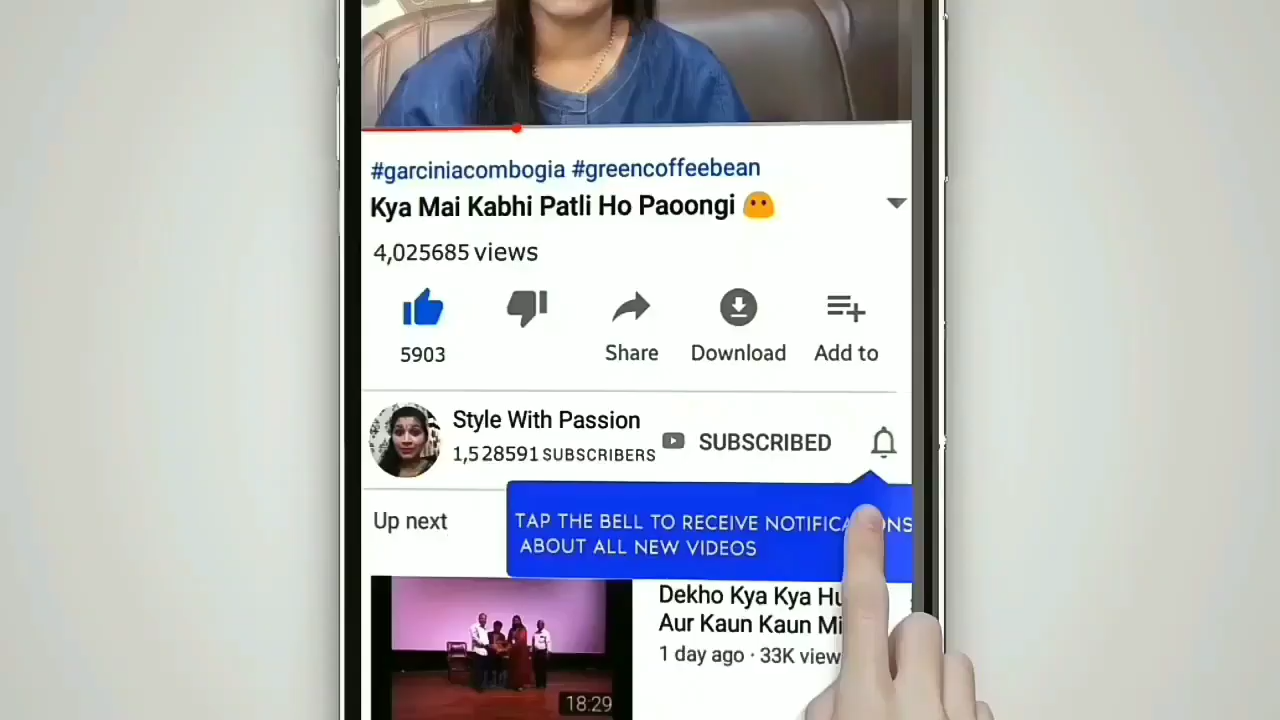 #garciniacombogia #greencoffeebean
Kya Mai Kabhi Patli Ho Paoongi
4,025685 views
5903
Share
Download
Add to
Style With Passion
1,528591 SUBSCRIBERS
SUBSCRIBED
TAP THE BELL TO RECEIVE
ABOUT ALL NEW VIDEOS
Up next
Dekho Kya Kya
Aur Kaun Kaun
1 day ago · 33K
18:29